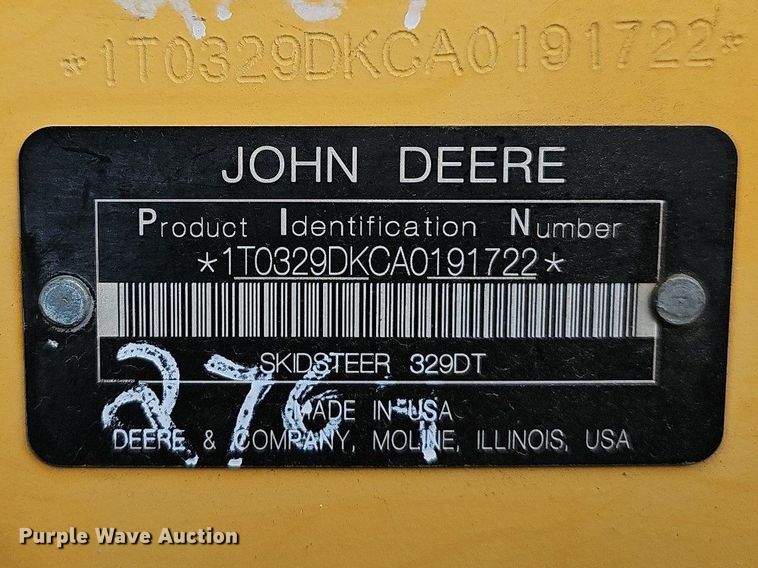 *1T0329DKCA0191722*
JOHN DEERE
Product Identification Number
*1T0329DKCA0191722*
SKIDSTEER 329DT
MADE IN USA
DEERE & COMPANY, MOLINE, ILLINOIS, USA
Purple Wave Auction